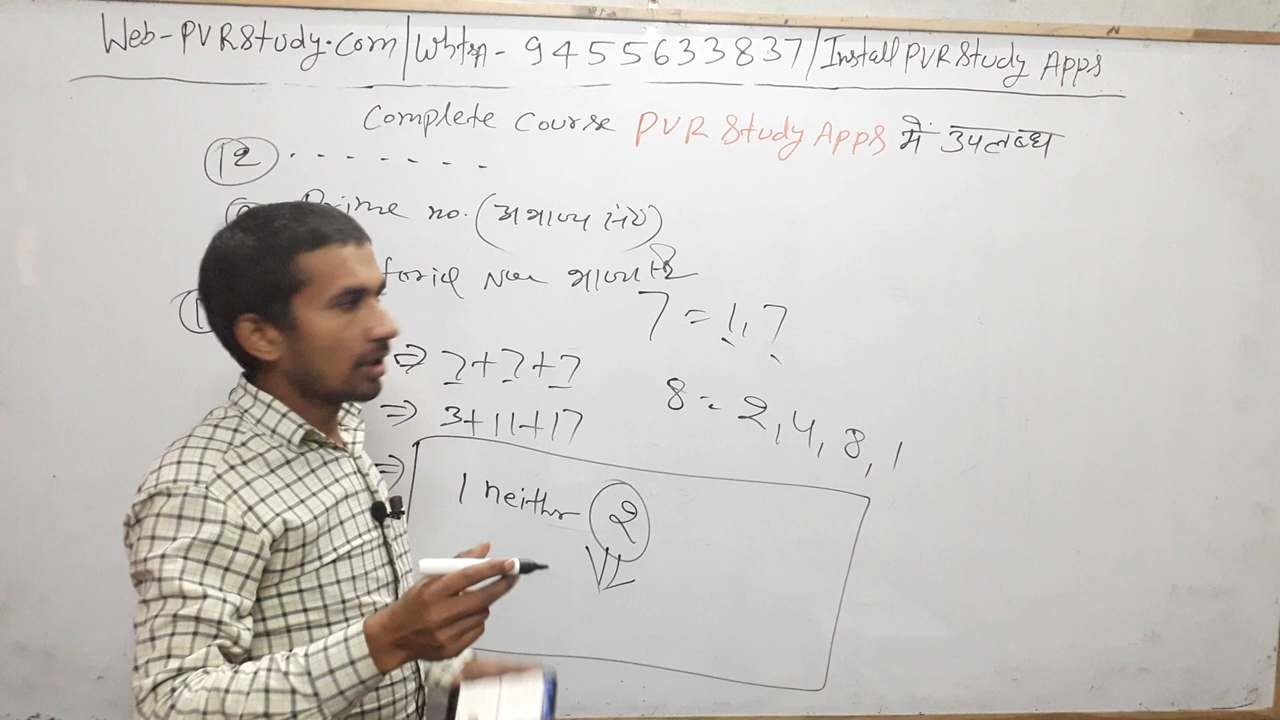 Web-PVRStudy.com/Whtsp-9455633837/Install PVR Study Apps
Complete Course PVR Study Apps में उपलब्ध
12 . - - - - - -
Prime no. (अभाज्य संख्या)
भाज्य
7 = 1, 7
⇒ 7+7+7
8 = 2, 4, 8, 1
⇒ 3+11+17
⇒
1 neither 2